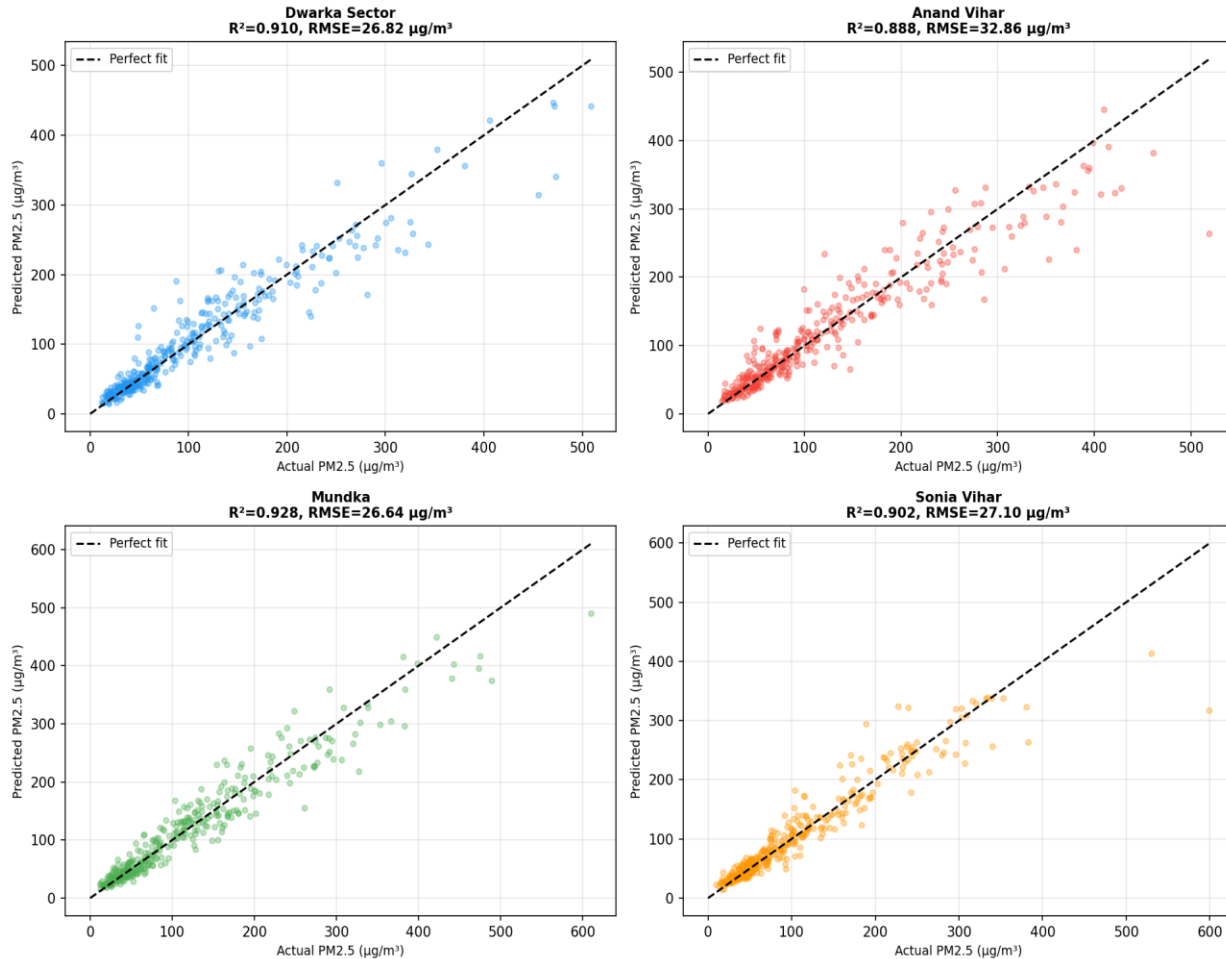 Dwarka Sector
R²=0.910, RMSE=26.82 µg/m³
Perfect fit
Predicted PM2.5 (µg/m³)
500
400
300
200
100
0
0 100 200 300 400 500
Actual PM2.5 (µg/m³)
Anand Vihar
R²=0.888, RMSE=32.86 µg/m³
Perfect fit
Predicted PM2.5 (µg/m³)
500
400
300
200
100
0
0 100 200 300 400 500
Actual PM2.5 (µg/m³)
Mundka
R²=0.928, RMSE=26.64 µg/m³
Perfect fit
Predicted PM2.5 (µg/m³)
600
500
400
300
200
100
0
0 100 200 300 400 500 600
Actual PM2.5 (µg/m³)
Sonia Vihar
R²=0.902, RMSE=27.10 µg/m³
Perfect fit
Predicted PM2.5 (µg/m³)
600
500
400
300
200
100
0
0 100 200 300 400 500 600
Actual PM2.5 (µg/m³)